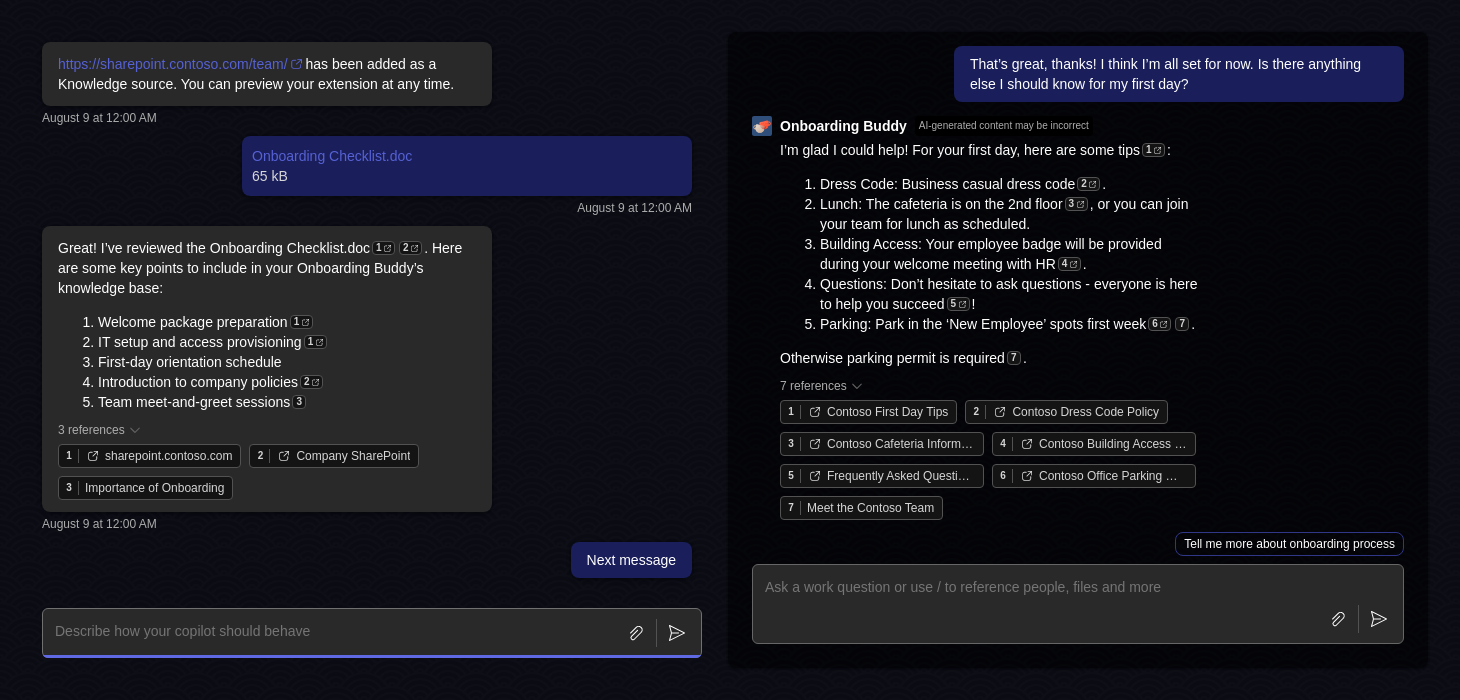 https://sharepoint.contoso.com/team/ has been added as a
Knowledge source. You can preview your extension at any time.
August 9 at 12:00 AM
Onboarding Checklist.doc
65 kB
August 9 at 12:00 AM
Great! I’ve reviewed the Onboarding Checklist.doc 1 2 . Here
are some key points to include in your Onboarding Buddy’s
knowledge base:
1. Welcome package preparation 1
2. IT setup and access provisioning 1
3. First-day orientation schedule
4. Introduction to company policies 2
5. Team meet-and-greet sessions 3
3 references
1 sharepoint.contoso.com 2 Company SharePoint
3 Importance of Onboarding
August 9 at 12:00 AM
Next message
Describe how your copilot should behave
That’s great, thanks! I think I’m all set for now. Is there anything
else I should know for my first day?
Onboarding Buddy AI-generated content may be incorrect
I’m glad I could help! For your first day, here are some tips 1 :
1. Dress Code: Business casual dress code 2 .
2. Lunch: The cafeteria is on the 2nd floor 3 , or you can join
your team for lunch as scheduled.
3. Building Access: Your employee badge will be provided
during your welcome meeting with HR 4 .
4. Questions: Don’t hesitate to ask questions - everyone is here
to help you succeed 5 !
5. Parking: Park in the ‘New Employee’ spots first week 6 7 .
Otherwise parking permit is required 7 .
7 references
1 Contoso First Day Tips 2 Contoso Dress Code Policy
3 Contoso Cafeteria Inform… 4 Contoso Building Access …
5 Frequently Asked Questi… 6 Contoso Office Parking …
7 Meet the Contoso Team
Tell me more about onboarding process
Ask a work question or use / to reference people, files and more